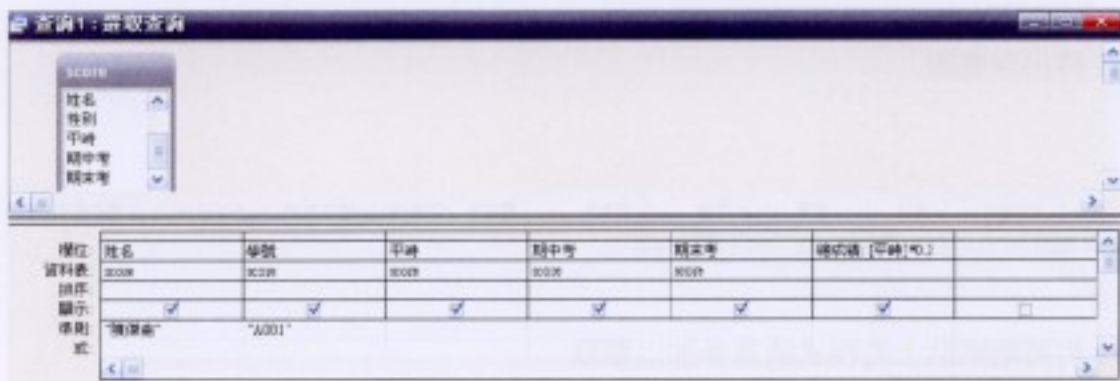 查詢1 : 選取查詢
score
姓名
性別
平時
期中考
期末考
欄位: 姓名 學號 平時 期中考 期末考 總成績: [平時]*0.2
資料表: score score score score score
排序:
顯示:
準則: "A001"
或: